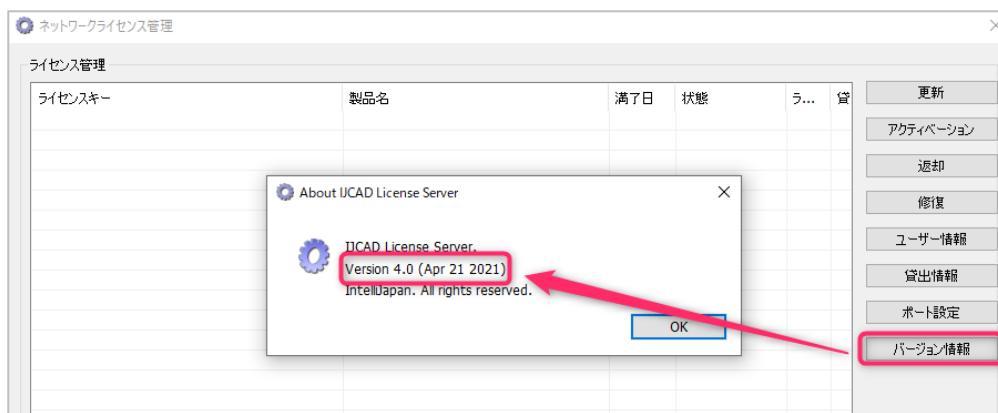 ネットワークライセンス管理
ライセンス管理
ライセンスキー 製品名 満了日 状態 ラ... 貸
更新
アクティベーション
返却
修復
ユーザー情報
貸出情報
ポート設定
バージョン情報
About IJCAD License Server
IJCAD License Server.
Version 4.0 (Apr 21 2021)
IntelliJapan. All rights reserved.
OK